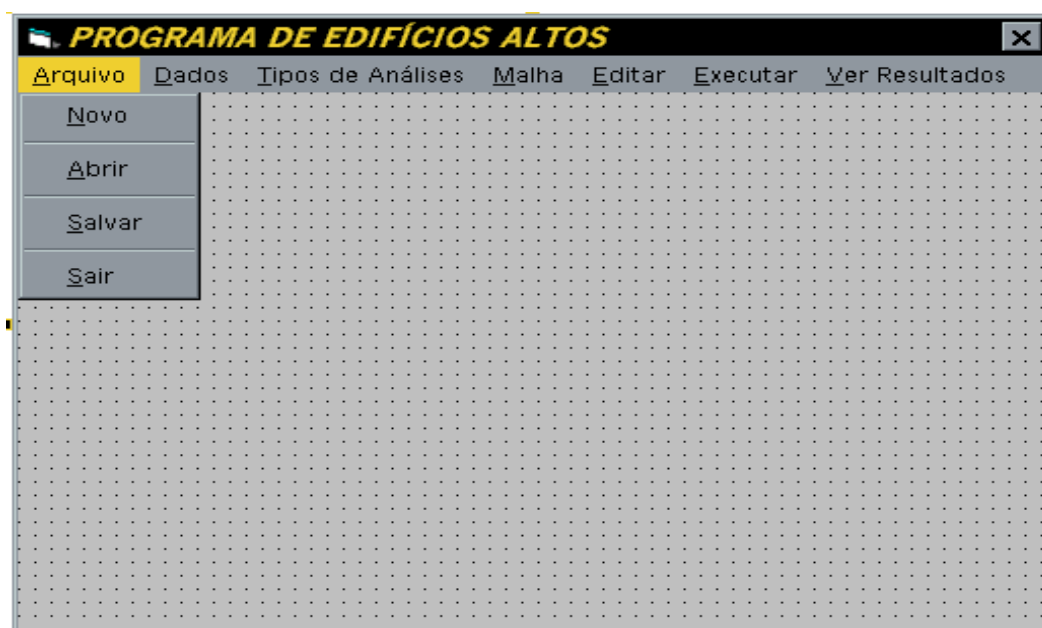 PROGRAMA DE EDIFÍCIOS ALTOS
Arquivo Dados Tipos de Análises Malha Editar Executar Ver Resultados
Novo
Abrir
Salvar
Sair